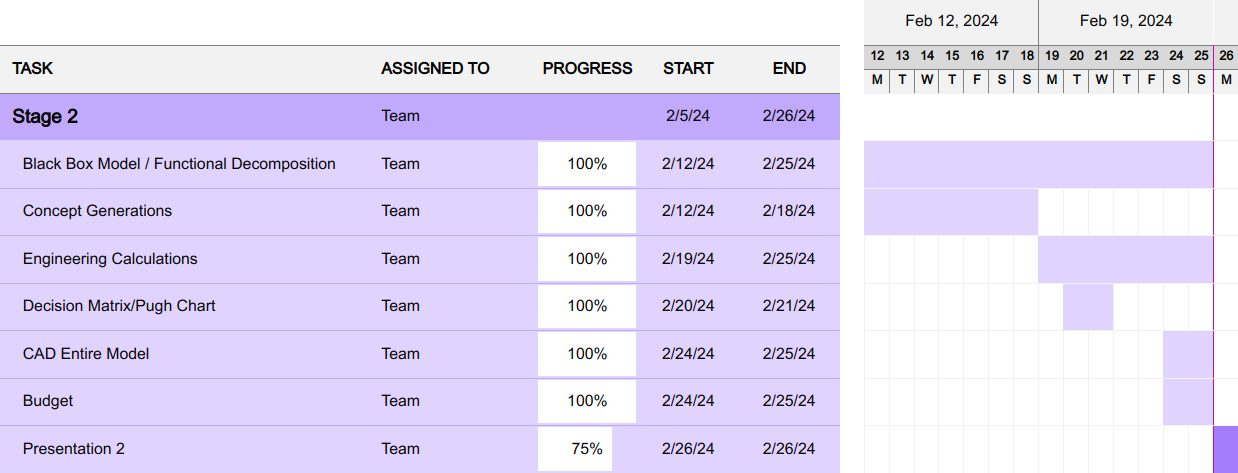 Feb 12, 2024 Feb 19, 2024
12 13 14 15 16 17 18 19 20 21 22 23 24 25 26
TASK ASSIGNED TO PROGRESS START END M T W T F S S M T W T F S S M
Stage 2 Team 2/5/24 2/26/24
Black Box Model / Functional Decomposition Team 100% 2/12/24 2/25/24
Concept Generations Team 100% 2/12/24 2/18/24
Engineering Calculations Team 100% 2/19/24 2/25/24
Decision Matrix/Pugh Chart Team 100% 2/20/24 2/21/24
CAD Entire Model Team 100% 2/24/24 2/25/24
Budget Team 100% 2/24/24 2/25/24
Presentation 2 Team 75% 2/26/24 2/26/24